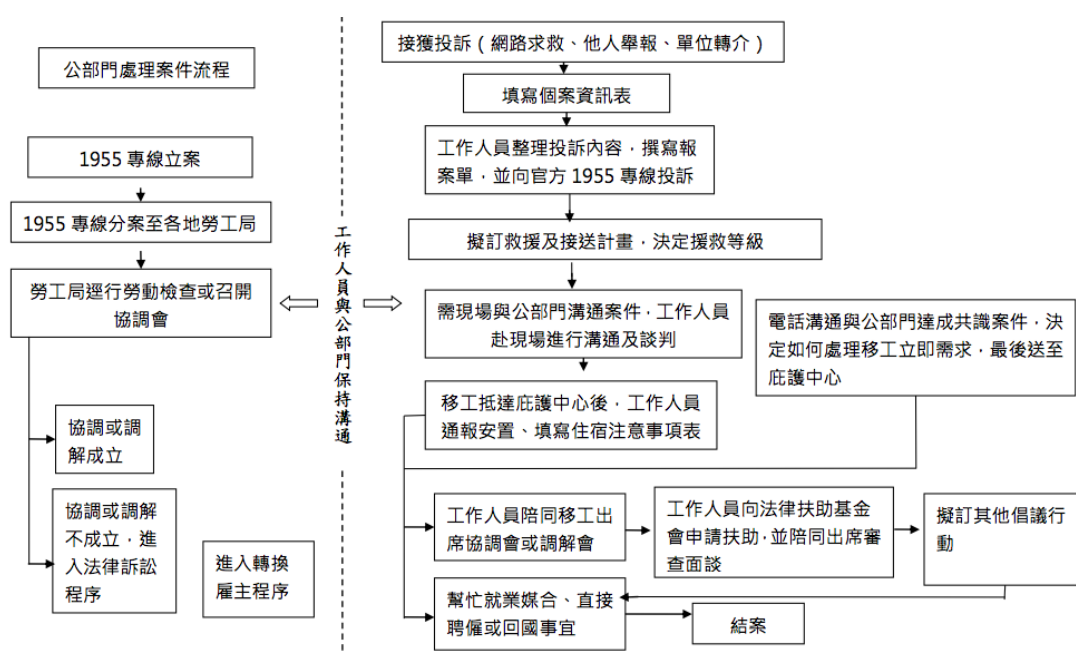 公部門處理案件流程
1955 專線立案
1955 專線分案至各地勞工局
勞工局逕行勞動檢查或召開
協調會
協調或調
解成立
協調或調解
不成立，進
入法律訴訟
程序
進入轉換
雇主程序
工作人員與公部門保持溝通
接獲投訴（網路求救、他人舉報、單位轉介）
填寫個案資訊表
工作人員整理投訴內容，撰寫報
案單，並向官方 1955 專線投訴
擬訂救援及接送計畫，決定援救等級
需現場與公部門溝通案件，工作人員
赴現場進行溝通及談判
電話溝通與公部門達成共識案件，決
定如何處理移工立即需求，最後送至
庇護中心
移工抵達庇護中心後，工作人員
通報安置、填寫住宿注意事項表
工作人員陪同移工出
席協調會或調解會
工作人員向法律扶助基金
會申請扶助，並陪同出席審
查面談
擬訂其他倡議行
動
幫忙就業媒合、直接
聘僱或回國事宜
結案